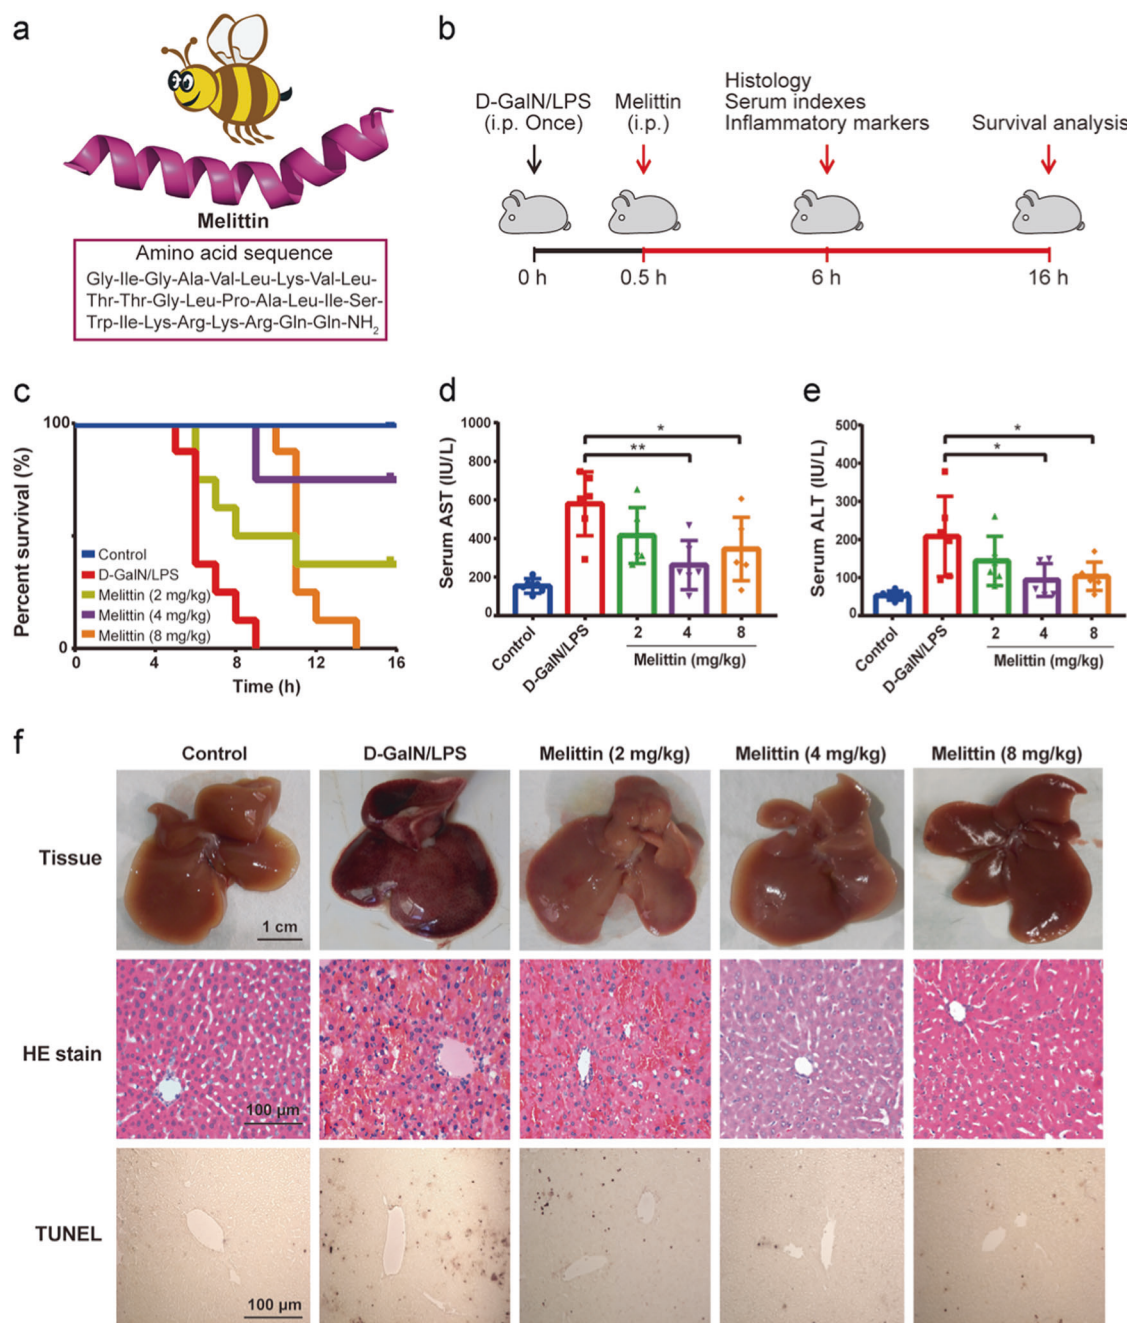 a
Melittin
Amino acid sequence
Gly-Ile-Gly-Ala-Val-Leu-Lys-Val-Leu-
Thr-Thr-Gly-Leu-Pro-Ala-Leu-Ile-Ser-
Trp-Ile-Lys-Arg-Lys-Arg-Gln-Gln-NH2
b
D-GalN/LPS
(i.p. Once)
Melittin
(i.p.)
Histology
Serum indexes
Inflammatory markers
Survival analysis
0 h
0.5 h
6 h
16 h
c
Percent survival (%)
100
0
Control
D-GalN/LPS
Melittin (2 mg/kg)
Melittin (4 mg/kg)
Melittin (8 mg/kg)
0 4 8 12 16
Time (h)
d
Serum AST (IU/L)
1000
800
600
400
200
0
*
**
Control
D-GalN/LPS
2 4 8
Melittin (mg/kg)
e
Serum ALT (IU/L)
500
400
300
200
100
0
*
*
Control
D-GalN/LPS
2 4 8
Melittin (mg/kg)
f
Control D-GalN/LPS Melittin (2 mg/kg) Melittin (4 mg/kg) Melittin (8 mg/kg)
Tissue
1 cm
HE stain
100 μm
TUNEL
100 μm